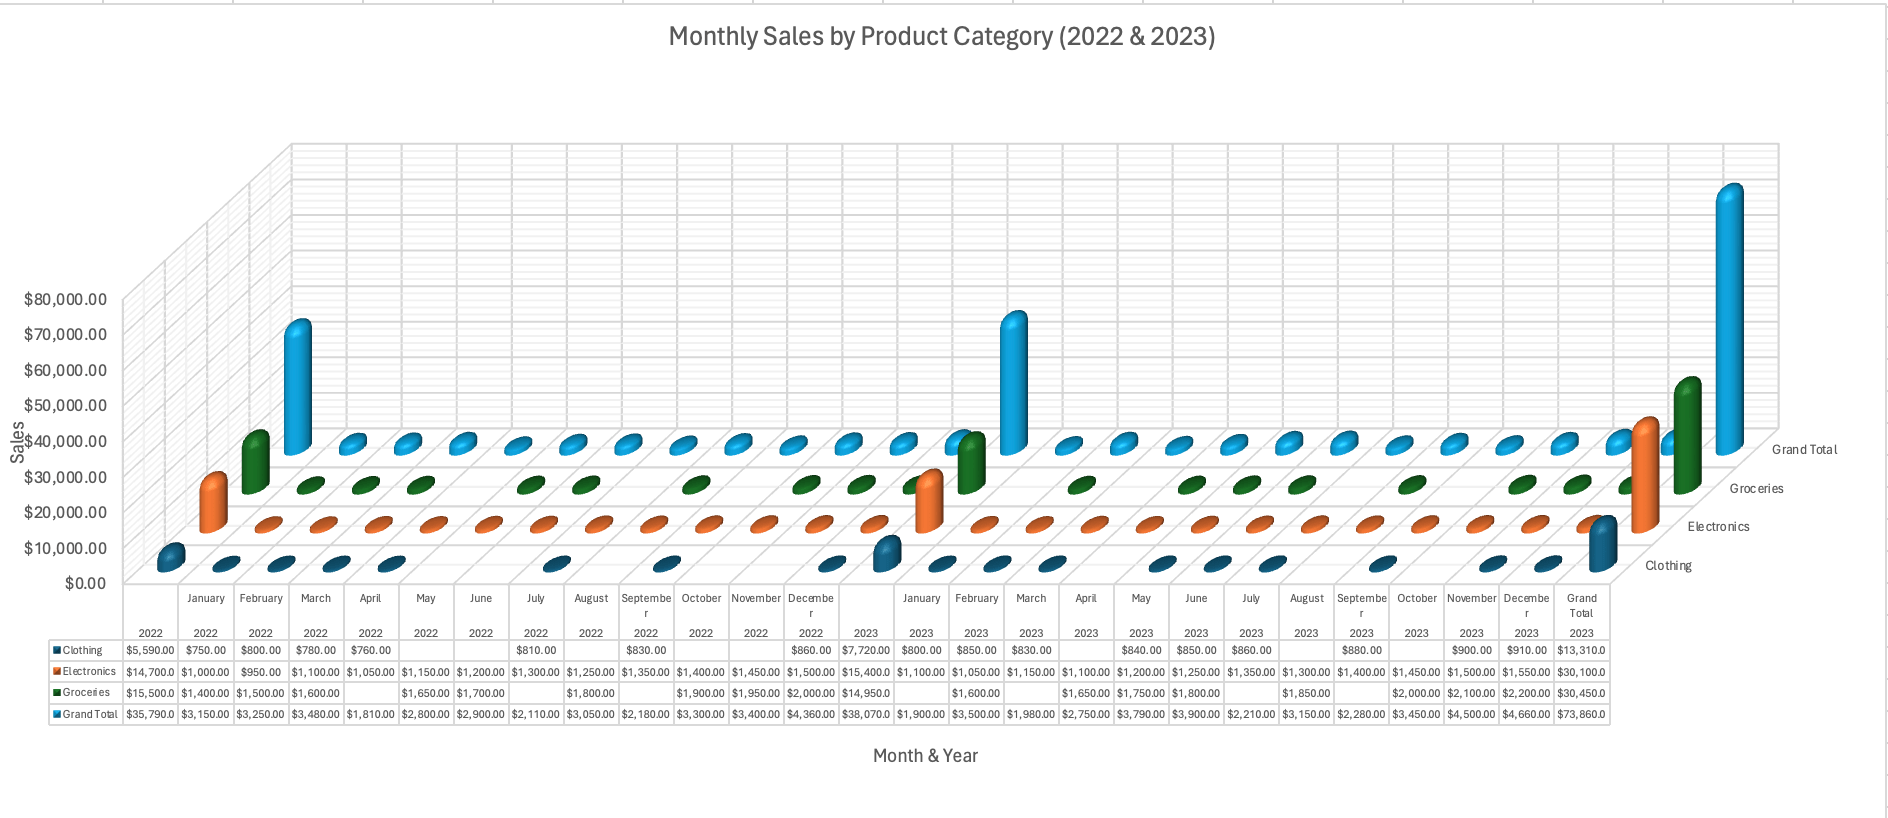 Monthly Sales by Product Category (2022 & 2023)
$80,000.00
$70,000.00
$60,000.00
$50,000.00
$40,000.00
$30,000.00
$20,000.00
$10,000.00
$0.00
Sales
Grand Total
Groceries
Electronics
Clothing
January February March April May June July August Septembe October November Decembe January February March April May June July August Septembe October November Decembe Grand
r r r r Total
2022 2022 2022 2022 2022 2022 2022 2022 2022 2022 2022 2022 2022 2023 2023 2023 2023 2023 2023 2023 2023 2023 2023 2023 2023 2023 2023
Clothing $5,590.00 $750.00 $800.00 $780.00 $760.00 $810.00 $830.00 $860.00 $7,720.00 $800.00 $850.00 $830.00 $840.00 $850.00 $860.00 $880.00 $900.00 $910.00 $13,310.0
Electronics $14,700.0 $1,000.00 $950.00 $1,100.00 $1,050.00 $1,150.00 $1,200.00 $1,300.00 $1,250.00 $1,350.00 $1,400.00 $1,450.00 $1,500.00 $15,400.0 $1,100.00 $1,050.00 $1,150.00 $1,100.00 $1,200.00 $1,250.00 $1,350.00 $1,300.00 $1,400.00 $1,450.00 $1,500.00 $1,550.00 $30,100.0
Groceries $15,500.0 $1,400.00 $1,500.00 $1,600.00 $1,650.00 $1,700.00 $1,800.00 $1,900.00 $1,950.00 $2,000.00 $14,950.0 $1,600.00 $1,650.00 $1,750.00 $1,800.00 $1,850.00 $2,000.00 $2,100.00 $2,200.00 $30,450.0
Grand Total $35,790.0 $3,150.00 $3,250.00 $3,480.00 $1,810.00 $2,800.00 $2,900.00 $2,110.00 $3,050.00 $2,180.00 $3,300.00 $3,400.00 $4,360.00 $38,070.0 $1,900.00 $3,500.00 $1,980.00 $2,750.00 $3,790.00 $3,900.00 $2,210.00 $3,150.00 $2,280.00 $3,450.00 $4,500.00 $4,660.00 $73,860.0
Month & Year